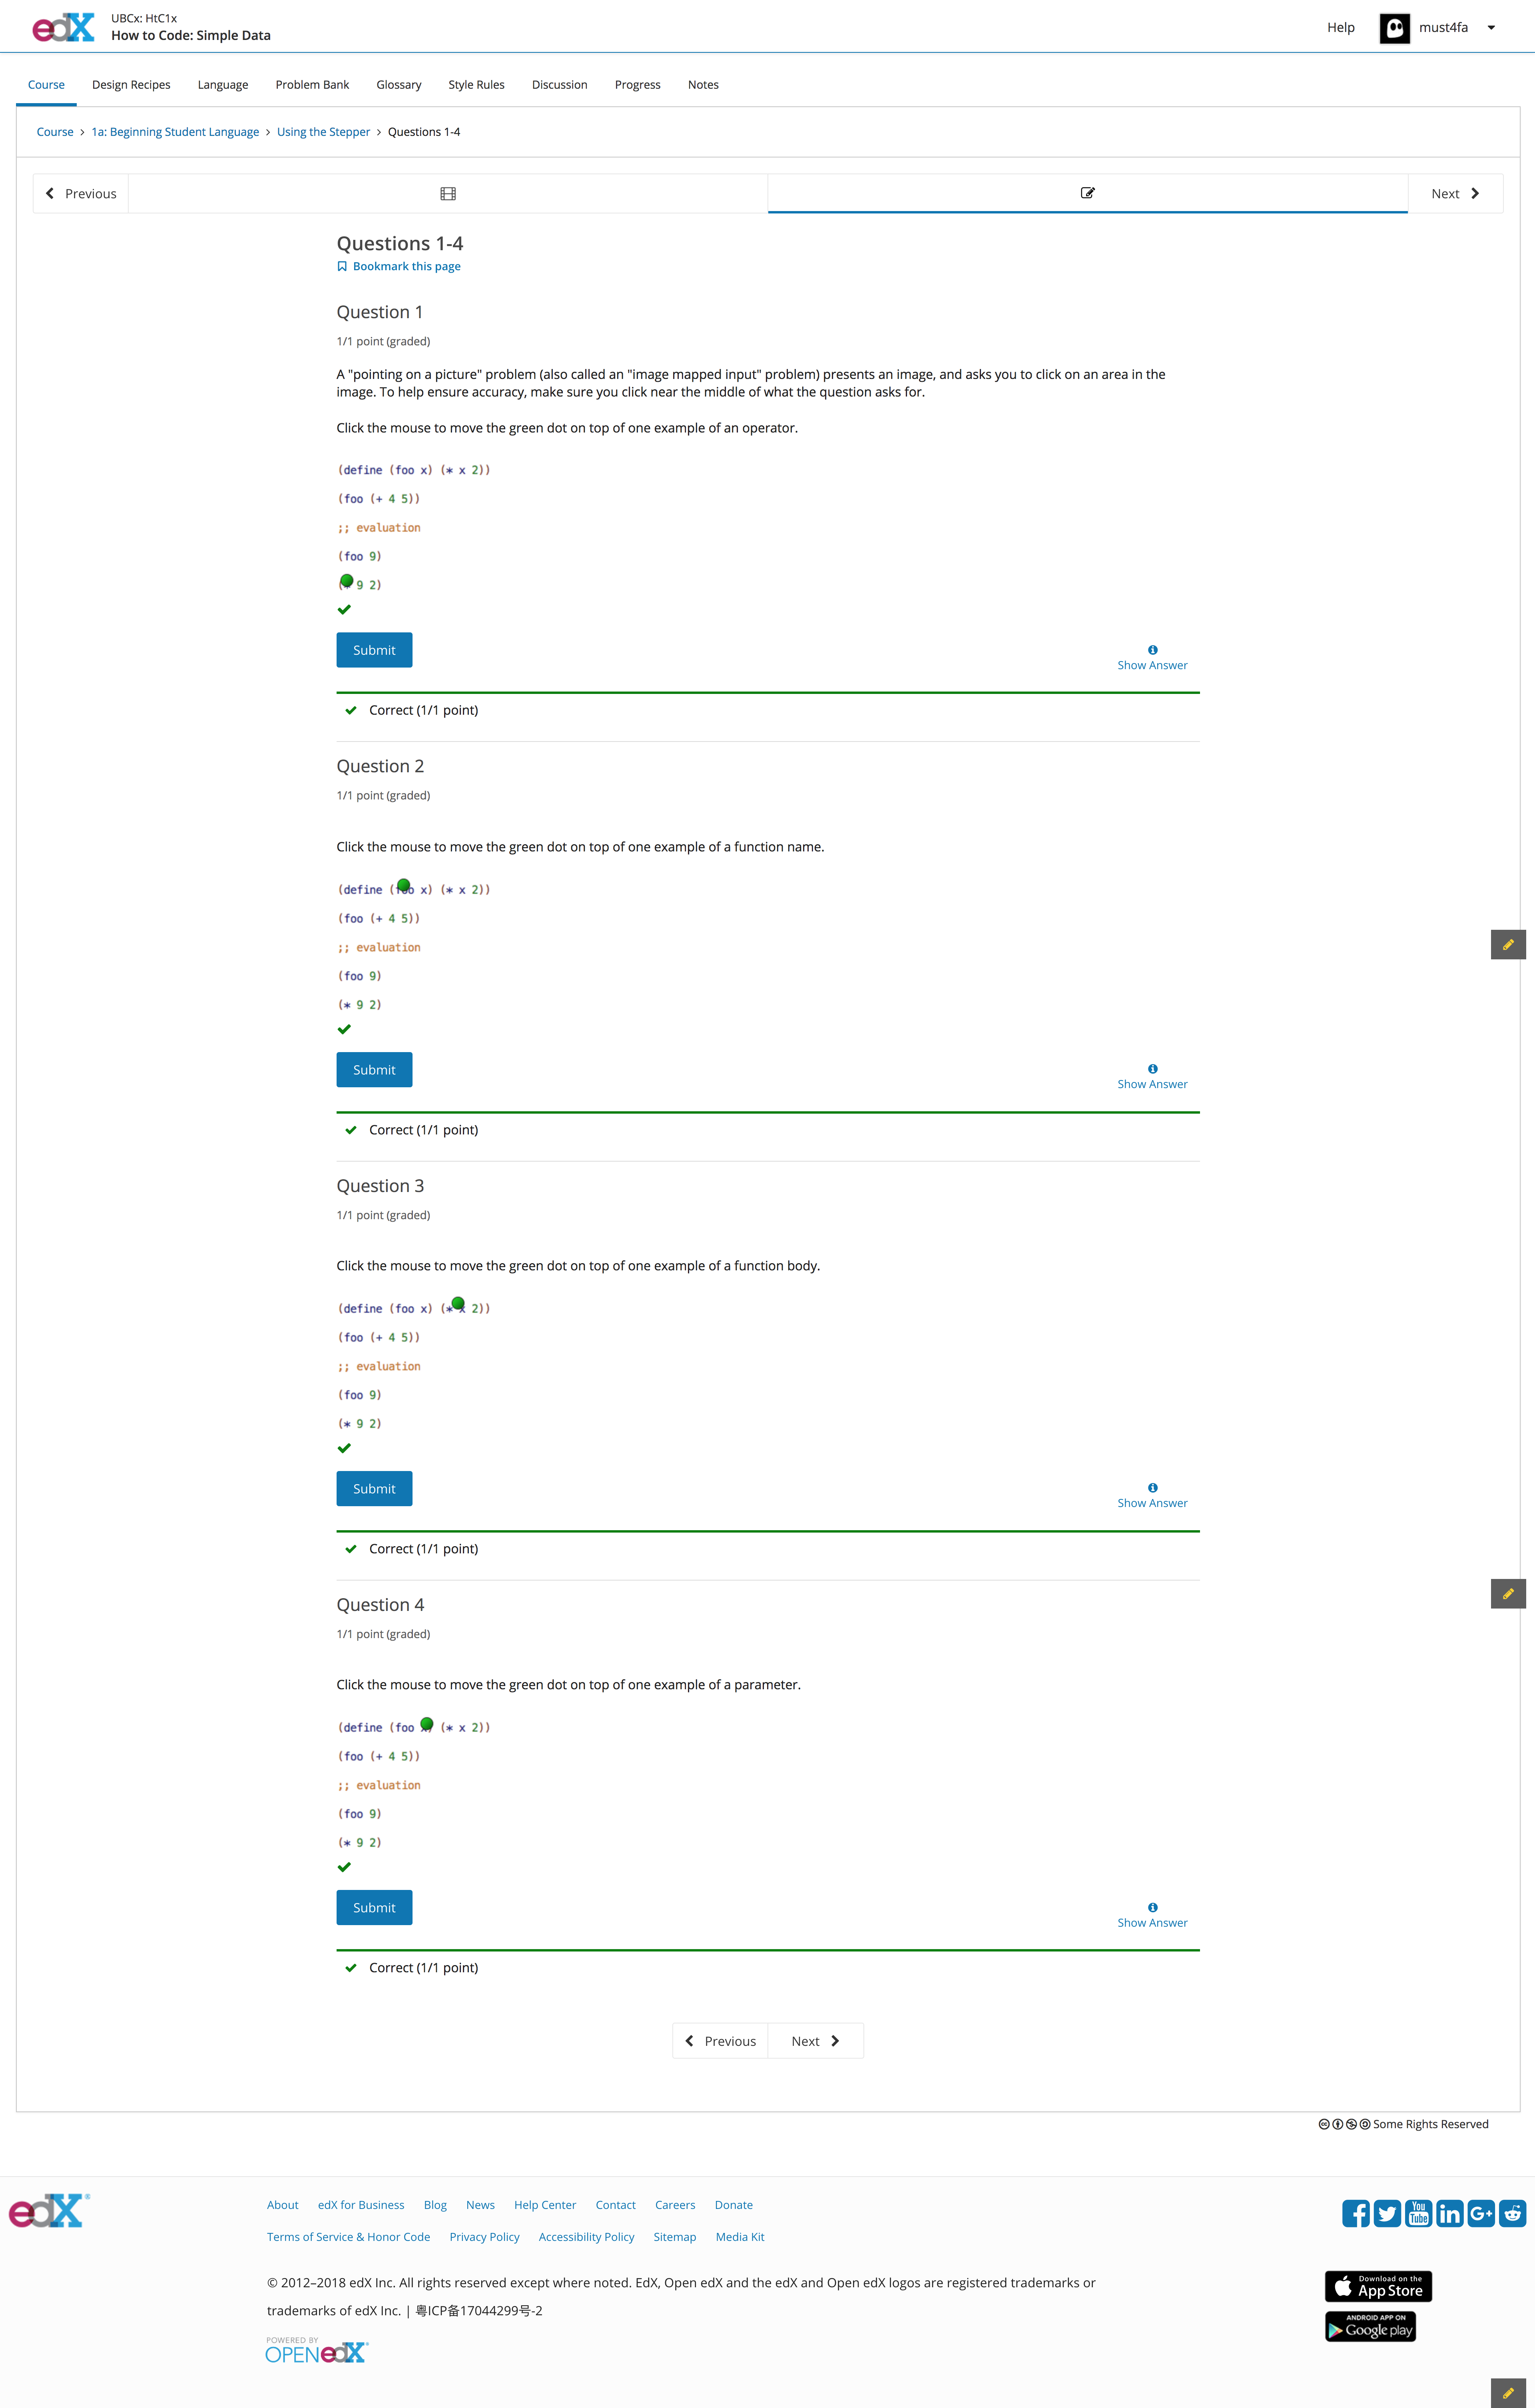 edX
UBCx: HtC1x
How to Code: Simple Data
Help
must4fa
Course
Design Recipes
Language
Problem Bank
Glossary
Style Rules
Discussion
Progress
Notes
Course > 1a: Beginning Student Language > Using the Stepper > Questions 1-4
Previous
Next
Questions 1-4
Bookmark this page
Question 1
1/1 point (graded)
A "pointing on a picture" problem (also called an "image mapped input" problem) presents an image, and asks you to click on an area in the
image. To help ensure accuracy, make sure you click near the middle of what the question asks for.
Click the mouse to move the green dot on top of one example of an operator.
(define (foo x) (* x 2))
(foo (+ 4 5))
;; evaluation
(foo 9)
( 9 2)
Submit
Show Answer
Correct (1/1 point)
Question 2
1/1 point (graded)
Click the mouse to move the green dot on top of one example of a function name.
(define (foo x) (* x 2))
(foo (+ 4 5))
;; evaluation
(foo 9)
(* 9 2)
Submit
Show Answer
Correct (1/1 point)
Question 3
1/1 point (graded)
Click the mouse to move the green dot on top of one example of a function body.
(define (foo x) (* x 2))
(foo (+ 4 5))
;; evaluation
(foo 9)
(* 9 2)
Submit
Show Answer
Correct (1/1 point)
Question 4
1/1 point (graded)
Click the mouse to move the green dot on top of one example of a parameter.
(define (foo x) (* x 2))
(foo (+ 4 5))
;; evaluation
(foo 9)
(* 9 2)
Submit
Show Answer
Correct (1/1 point)
Previous
Next
Some Rights Reserved
edX
About
edX for Business
Blog
News
Help Center
Contact
Careers
Donate
Terms of Service & Honor Code
Privacy Policy
Accessibility Policy
Sitemap
Media Kit
You
Tube
in
G+
© 2012–2018 edX Inc. All rights reserved except where noted. EdX, Open edX and the edX and Open edX logos are registered trademarks or
trademarks of edX Inc. | 粤ICP备17044299号-2
Download on the
App Store
ANDROID APP ON
Google play
POWERED BY
OPEN edX